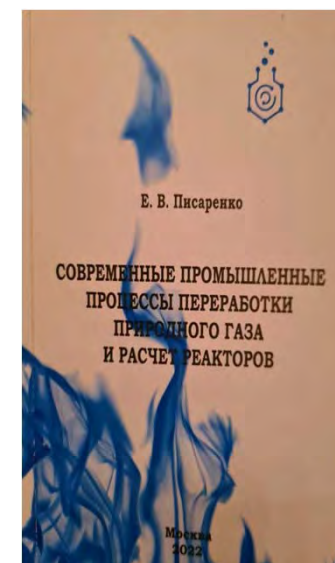 Е. В. Писаренко
СОВРЕМЕННЫЕ ПРОМЫШЛЕННЫЕ
ПРОЦЕССЫ ПЕРЕРАБОТКИ
ПРИРОДНОГО ГАЗА
И РАСЧЕТ РЕАКТОРОВ
Москва
2022